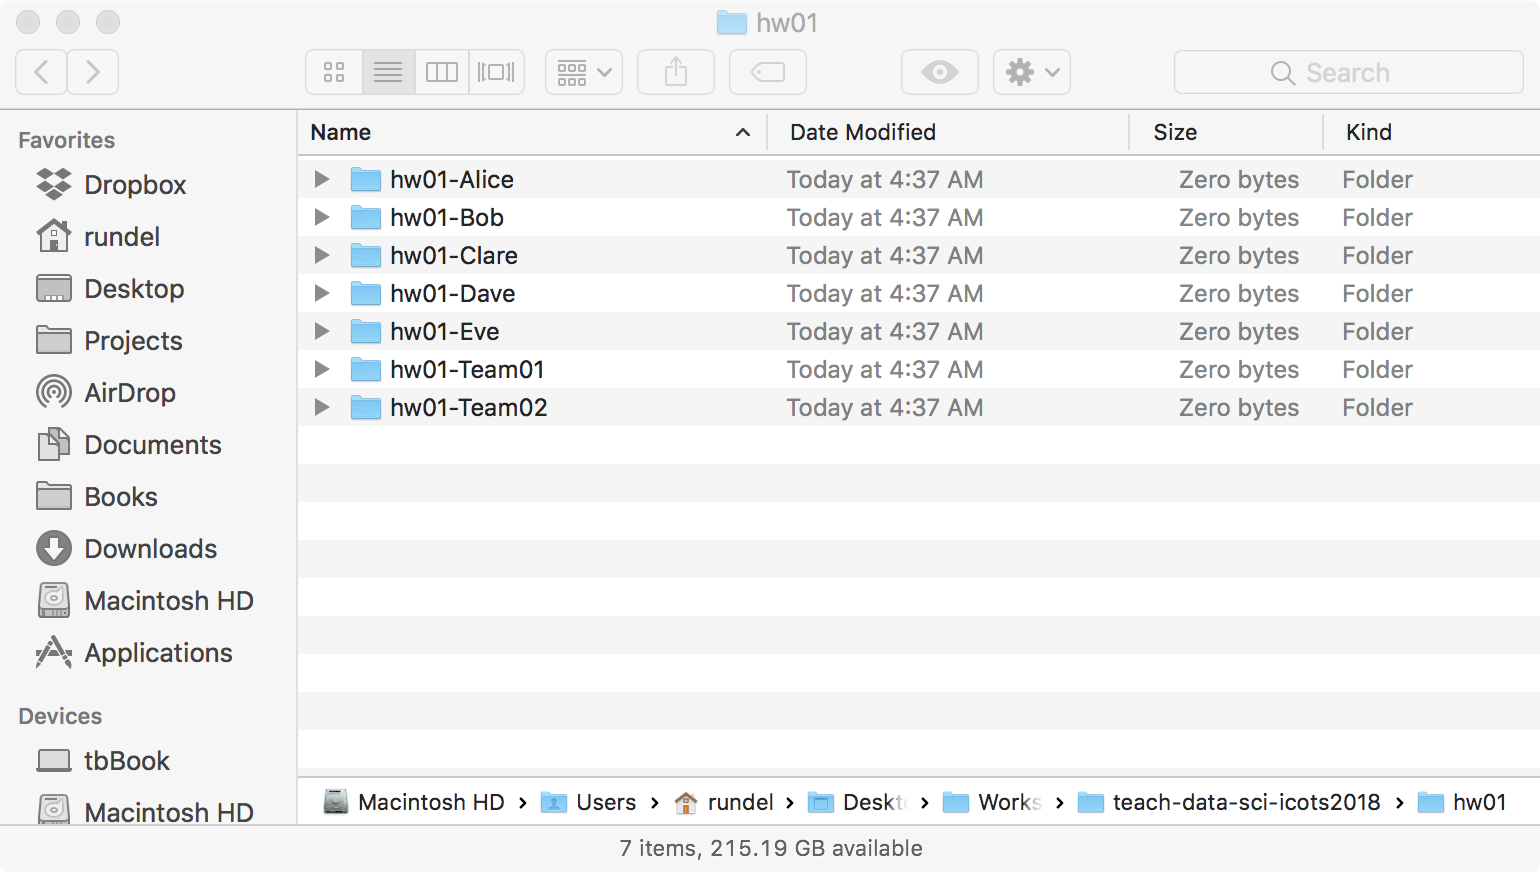 hw01
Search
Favorites
Dropbox
rundel
Desktop
Projects
AirDrop
Documents
Books
Downloads
Macintosh HD
Applications
Devices
tbBook
Macintosh HD
Name Date Modified Size Kind
hw01-Alice Today at 4:37 AM Zero bytes Folder
hw01-Bob Today at 4:37 AM Zero bytes Folder
hw01-Clare Today at 4:37 AM Zero bytes Folder
hw01-Dave Today at 4:37 AM Zero bytes Folder
hw01-Eve Today at 4:37 AM Zero bytes Folder
hw01-Team01 Today at 4:37 AM Zero bytes Folder
hw01-Team02 Today at 4:37 AM Zero bytes Folder
Macintosh HD › Users › rundel › Deskto › Works › teach-data-sci-icots2018 › hw01
7 items, 215.19 GB available